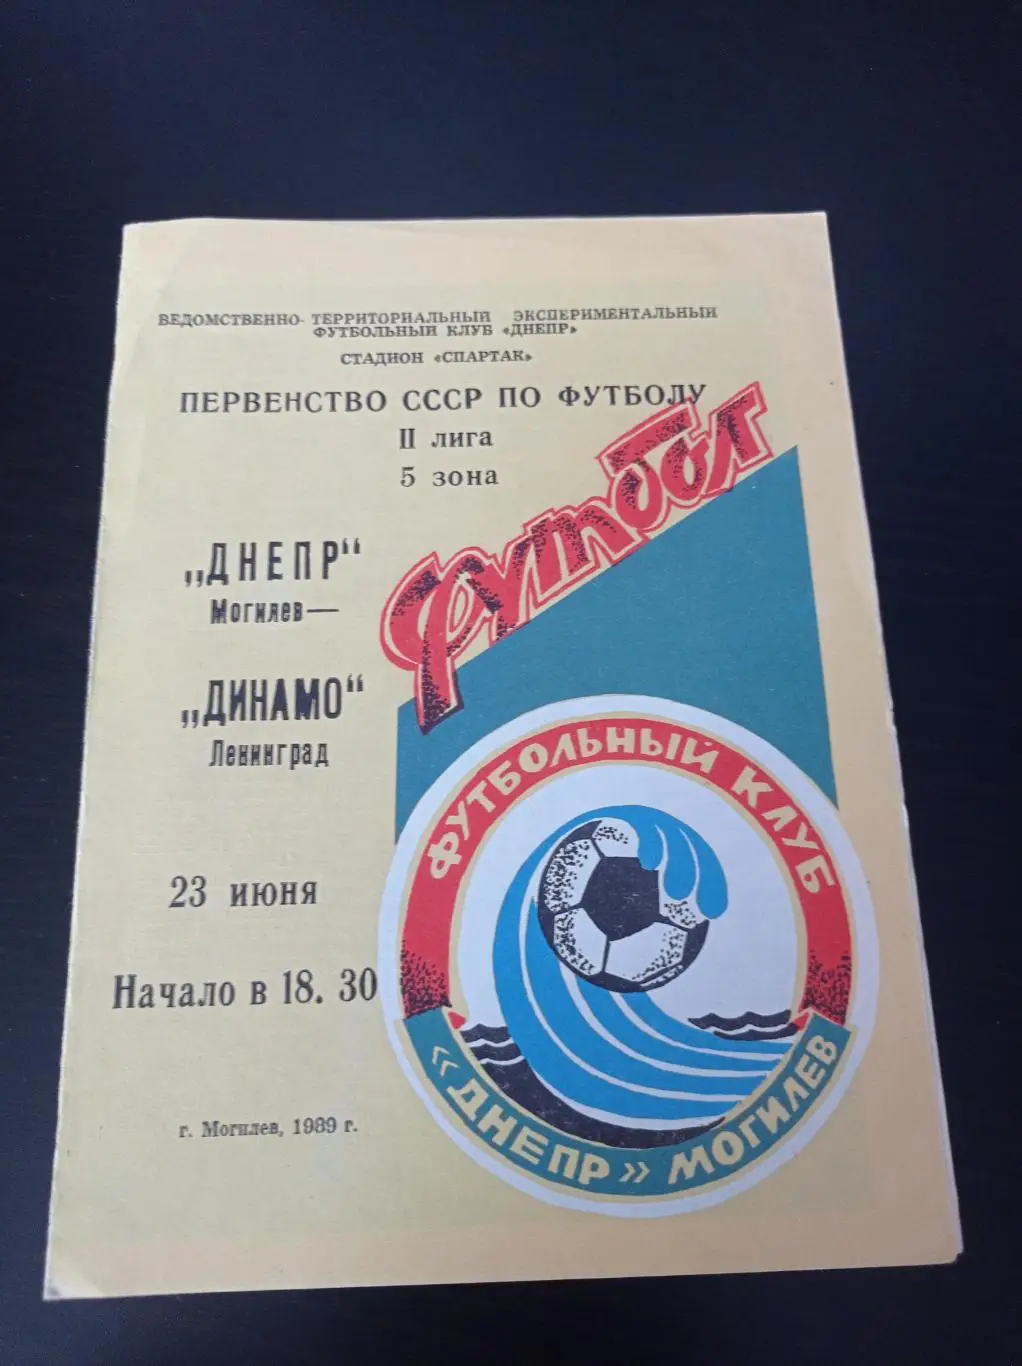 ВЕДОМСТВЕННО-ТЕРРИТОРИАЛЬНЫЙ ЭКСПЕРИМЕНТАЛЬНЫЙ
ФУТБОЛЬНЫЙ КЛУБ «ДНЕПР»
СТАДИОН «СПАРТАК»
ПЕРВЕНСТВО СССР ПО ФУТБОЛУ
II ЛИГА
5 ЗОНА
Футбол
„ДНЕПР“
Могилев—
„ДИНАМО“
Ленинград
23 июня
Начало в 18. 30
г. Могилев, 1989 г.
ФУТБОЛЬНЫЙ КЛУБ
«ДНЕПР» МОГИЛЕВ